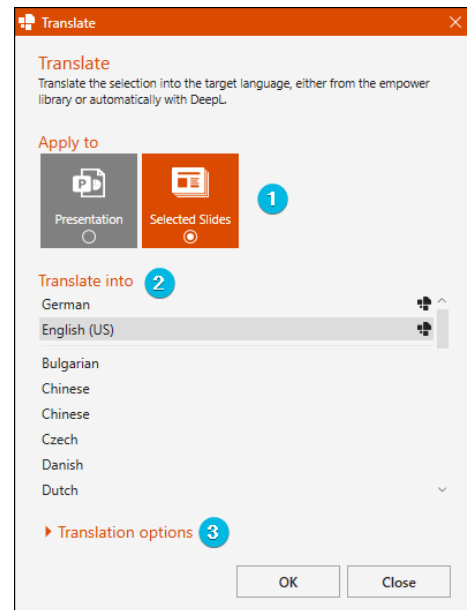 Translate
Translate
Translate the selection into the target language, either from the empower
library or automatically with DeepL.
Apply to
Presentation
Selected Slides
1
Translate into 2
German
English (US)
Bulgarian
Chinese
Chinese
Czech
Danish
Dutch
Translation options 3
OK Close